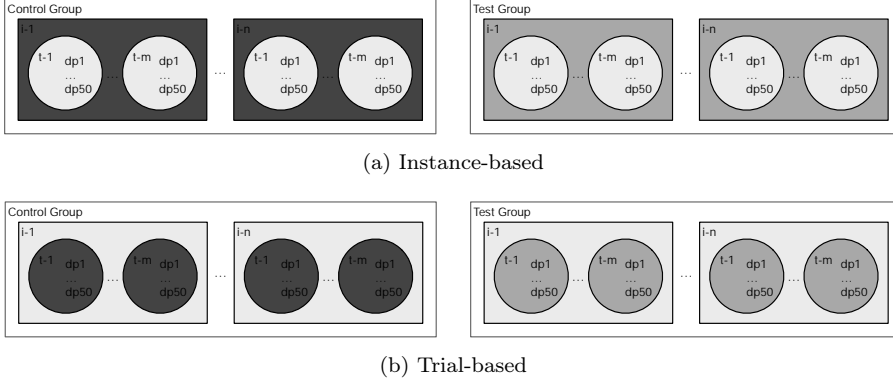 Control Group
i-1
t-1 dp1 ... dp50
...
t-m dp1 ... dp50
...
i-n
t-1 dp1 ... dp50
...
t-m dp1 ... dp50
Test Group
i-1
t-1 dp1 ... dp50
...
t-m dp1 ... dp50
...
i-n
t-1 dp1 ... dp50
...
t-m dp1 ... dp50
(a) Instance-based
Control Group
i-1
t-1 dp1 ... dp50
...
t-m dp1 ... dp50
...
i-n
t-1 dp1 ... dp50
...
t-m dp1 ... dp50
Test Group
i-1
t-1 dp1 ... dp50
...
t-m dp1 ... dp50
...
i-n
t-1 dp1 ... dp50
...
t-m dp1 ... dp50
(b) Trial-based